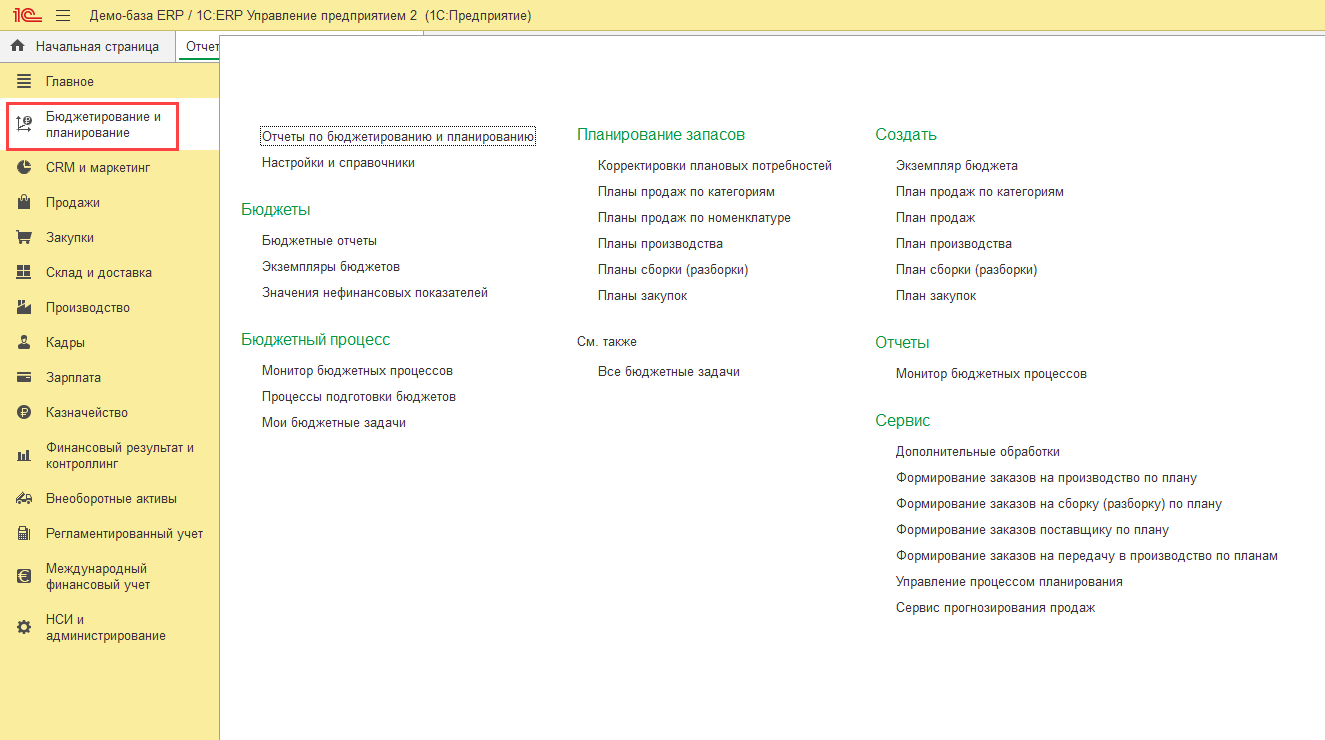 1С Демо-база ERP / 1С:ERP Управление предприятием 2 (1С:Предприятие)
Начальная страница
Отчет
Главное
Бюджетирование и
планирование
CRM и маркетинг
Продажи
Закупки
Склад и доставка
Производство
Кадры
Зарплата
Казначейство
Финансовый результат и
контроллинг
Внеоборотные активы
Регламентированный учет
Международный
финансовый учет
НСИ и
администрирование
Отчеты по бюджетированию и планированию
Настройки и справочники
Бюджеты
Бюджетные отчеты
Экземпляры бюджетов
Значения нефинансовых показателей
Бюджетный процесс
Монитор бюджетных процессов
Процессы подготовки бюджетов
Мои бюджетные задачи
Планирование запасов
Корректировки плановых потребностей
Планы продаж по категориям
Планы продаж по номенклатуре
Планы производства
Планы сборки (разборки)
Планы закупок
См. также
Все бюджетные задачи
Создать
Экземпляр бюджета
План продаж по категориям
План продаж
План производства
План сборки (разборки)
План закупок
Отчеты
Монитор бюджетных процессов
Сервис
Дополнительные обработки
Формирование заказов на производство по плану
Формирование заказов на сборку (разборку) по плану
Формирование заказов поставщику по плану
Формирование заказов на передачу в производство по планам
Управление процессом планирования
Сервис прогнозирования продаж